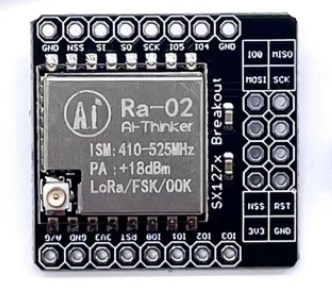 GND NSS SI SO SCK IO5 IO4 GND
IO0 MISO
MOSI SCK
Ai Ra-02
Ai-Thinker
ISM:410-525MHz
PA:+18dBm
LoRa/FSK/OOK
SX127x Breakout
NSS RST
3V3 GND
A/G GND 3V3 RST IO0 IO1 IO2 IO3